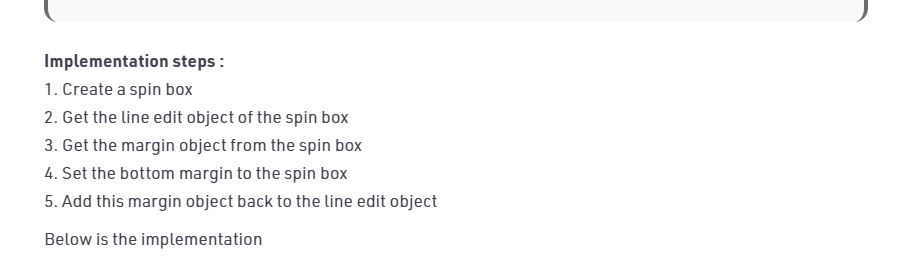 Implementation steps :
1. Create a spin box
2. Get the line edit object of the spin box
3. Get the margin object from the spin box
4. Set the bottom margin to the spin box
5. Add this margin object back to the line edit object
Below is the implementation